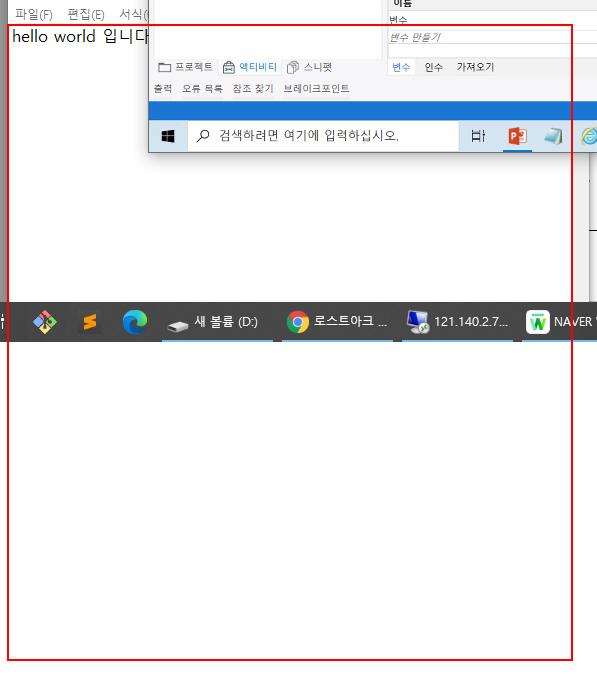 파일(F) 편집(E) 서식(
hello world 입니다
이름
변수
변수 만들기
프로젝트 액티비티 스니펫
변수 인수 가져오기
출력 오류 목록 참조 찾기 브레이크포인트
검색하려면 여기에 입력하십시오.
새 볼륨 (D:) 로스트아크 ... 121.140.2.7... NAVER